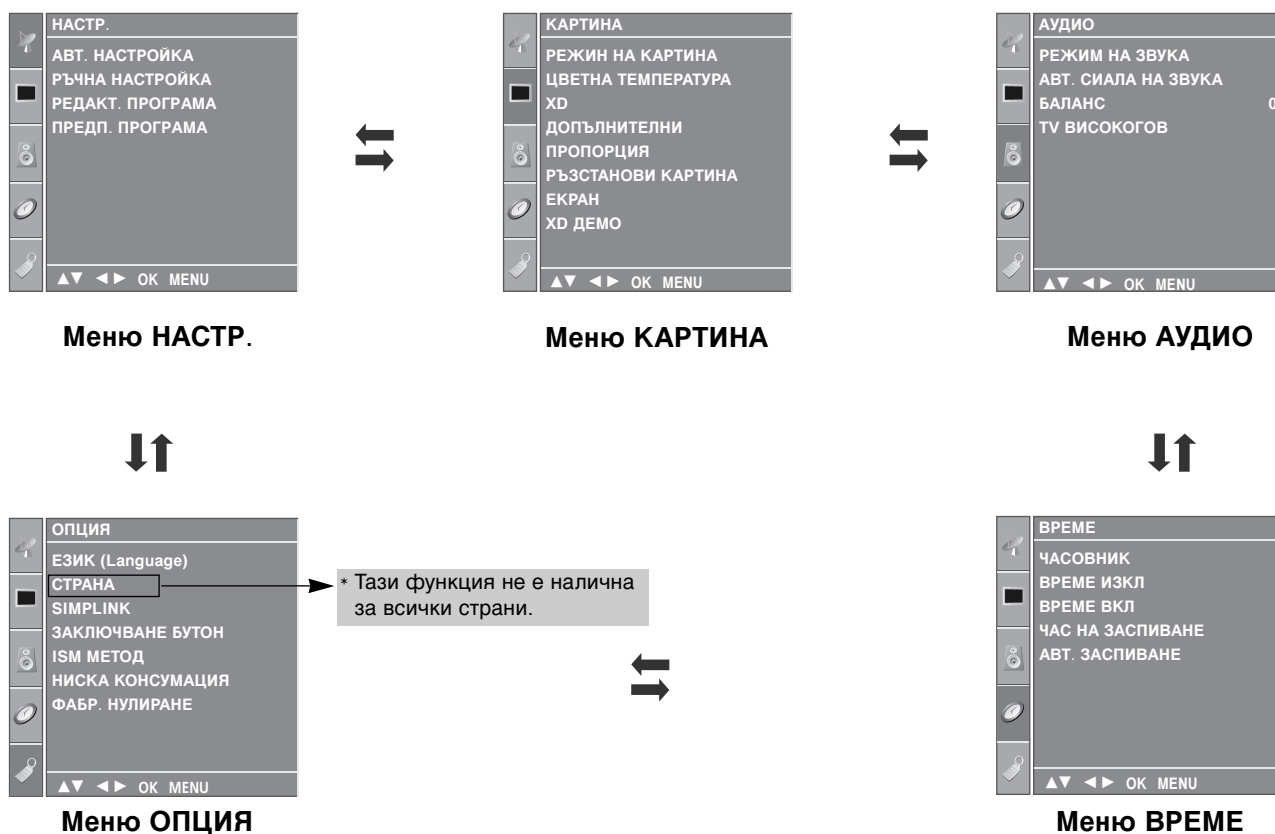 НАСТР.
АВТ. НАСТРОЙКА
РЪЧНА НАСТРОЙКА
РЕДАКТ. ПРОГРАМА
ПРЕДП. ПРОГРАМА
▲▼ ◄► OK MENU
Меню НАСТР.
КАРТИНА
РЕЖИН НА КАРТИНА
ЦВЕТНА ТЕМПЕРАТУРА
XD
ДОПЪЛНИТЕЛНИ
ПРОПОРЦИЯ
РЪЗСТАНОВИ КАРТИНА
ЕКРАН
XD ДЕМО
▲▼ ◄► OK MENU
Меню КАРТИНА
АУДИО
РЕЖИМ НА ЗВУКА
АВТ. СИАЛА НА ЗВУКА
БАЛАНС 0
TV ВИСОКОГОВ
▲▼ ◄► OK MENU
Меню АУДИО
ОПЦИЯ
ЕЗИК (Language)
СТРАНА
SIMPLINK
ЗАКЛЮЧВАНЕ БУТОН
ISM МЕТОД
НИСКА КОНСУМАЦИЯ
ФАБР. НУЛИРАНЕ
▲▼ ◄► OK MENU
Меню ОПЦИЯ
* Тази функция не е налична
за всички страни.
ВРЕМЕ
ЧАСОВНИК
ВРЕМЕ ИЗКЛ
ВРЕМЕ ВКЛ
ЧАС НА ЗАСПИВАНЕ
АВТ. ЗАСПИВАНЕ
▲▼ ◄► OK MENU
Меню ВРЕМЕ